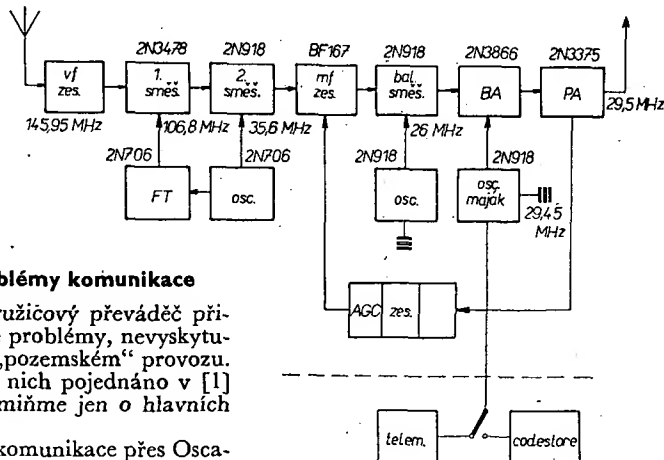 2N3478 2N918 BF167 2N918 2N3866 2N3375
vf zes.
1. směš.
2. směš.
mf zes.
bal. směš.
BA
PA
145,95 MHz 106,8 MHz 35,6 MHz 26 MHz 29,5 MHz
2N706 2N706 2N918 2N918
FT
osc.
osc.
osc. maják
29,45 MHz
AGC zes.
telem.
codestore
blémy komunikace
užicový převáděč při-
problémy, nevyskytu-
„pozemském“ provozu.
nich pojednáno v [1]
miňme jen o hlavních
komunikace přes Osca-